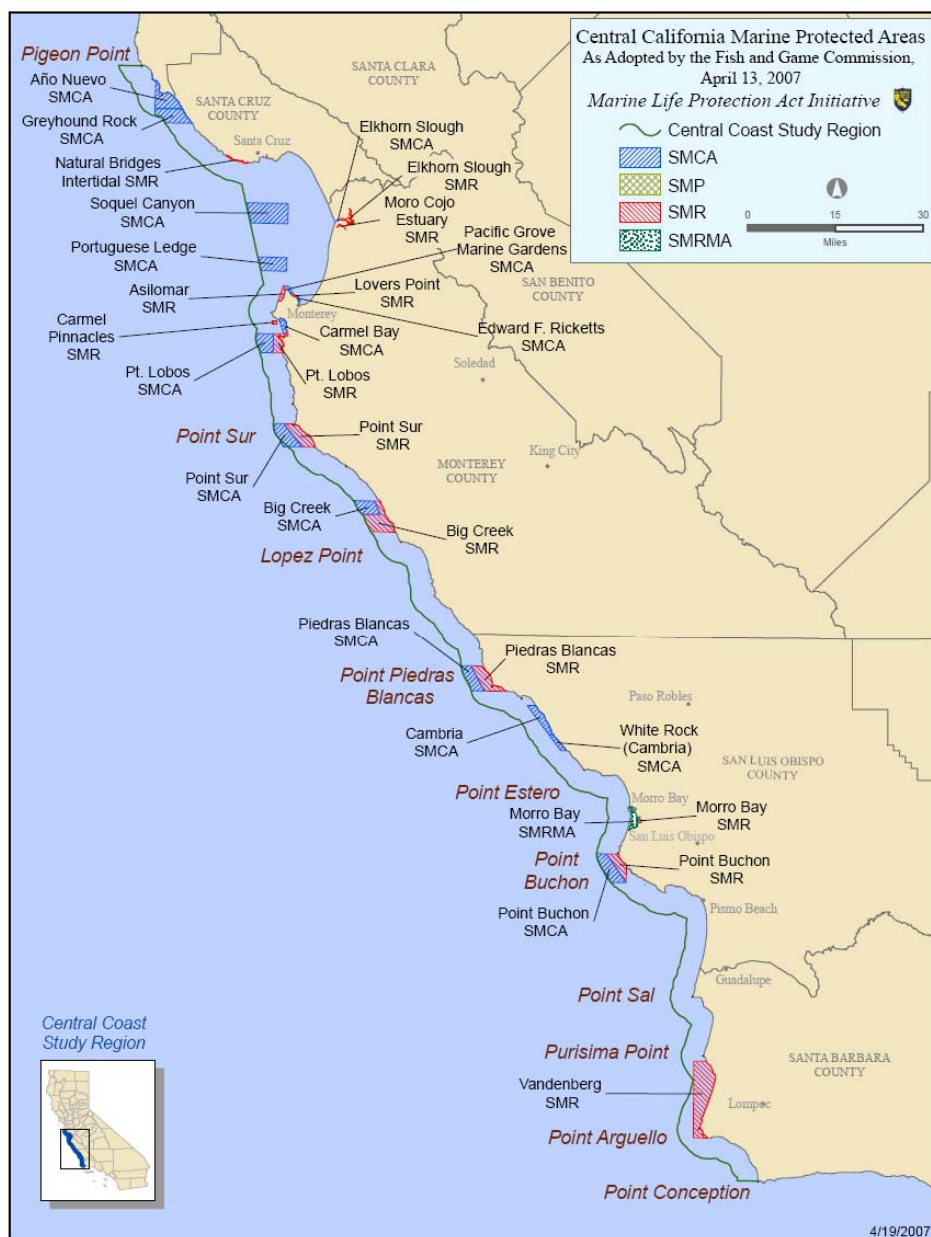 Central California Marine Protected Areas
As Adopted by the Fish and Game Commission,
April 13, 2007
Marine Life Protection Act Initiative
Central Coast Study Region
SMCA
SMP
SMR
SMRMA
0 15 30
Miles
Pigeon Point
Año Nuevo
SMCA
Greyhound Rock
SMCA
SANTA CLARA
COUNTY
SANTA CRUZ
COUNTY
Santa Cruz
Natural Bridges
Intertidal SMR
Elkhorn Slough
SMCA
Elkhorn Slough
SMR
Moro Cojo
Estuary
SMR
Soquel Canyon
SMCA
Pacific Grove
Marine Gardens
SMCA
Portuguese Ledge
SMCA
SAN BENITO
COUNTY
Asilomar
SMR
Lovers Point
SMR
Monterey
Carmel
Pinnacles
SMR
Carmel Bay
SMCA
Edward F. Ricketts
SMCA
Pt. Lobos
SMCA
Pt. Lobos
SMR
Soledad
Point Sur
Point Sur
SMR
Point Sur
SMCA
King City
MONTEREY
COUNTY
Big Creek
SMCA
Big Creek
SMR
Lopez Point
Piedras Blancas
SMCA
Piedras Blancas
SMR
Point Piedras
Blancas
Paso Robles
Cambria
SMCA
White Rock
(Cambria)
SMCA
SAN LUIS OBISPO
COUNTY
Point Estero
Morro Bay
Morro Bay
SMRMA
Morro Bay
SMR
San Luis Obispo
Point
Buchon
Point Buchon
SMR
Point Buchon
SMCA
Pismo Beach
Guadalupe
Point Sal
Purisima Point
SANTA BARBARA
COUNTY
Vandenberg
SMR
Lompoc
Point Arguello
Point Conception
Central Coast
Study Region
4/19/2007